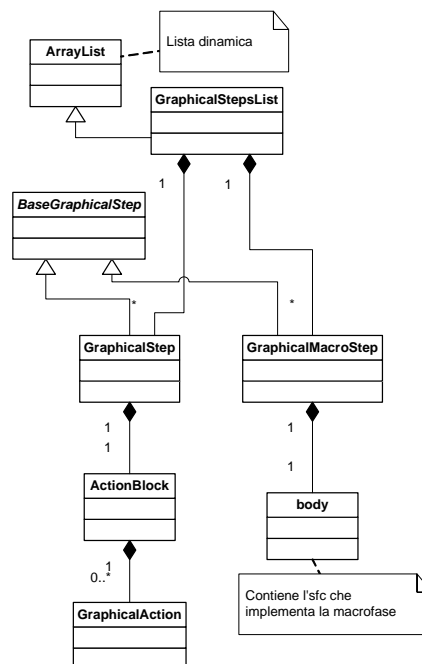 ArrayList
Lista dinamica
GraphicalStepsList
1
1
BaseGraphicalStep
*
*
GraphicalStep
GraphicalMacroStep
1
1
1
1
ActionBlock
body
1
0..*
Contiene l'sfc che
implementa la macrofase
GraphicalAction